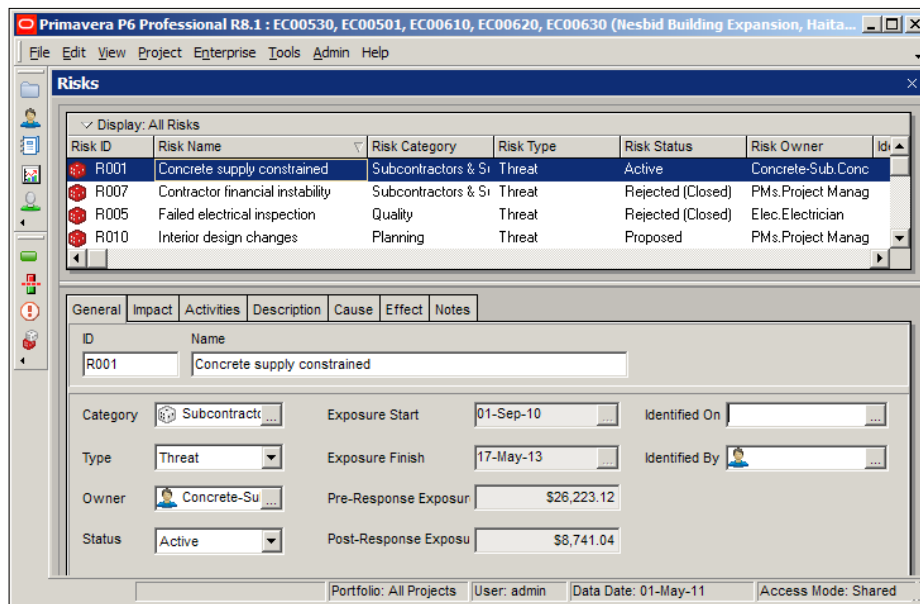 Primavera P6 Professional R8.1 : EC00530, EC00501, EC00610, EC00620, EC00630 (Nesbid Building Expansion, Haita...
File Edit View Project Enterprise Tools Admin Help
Risks
Display: All Risks
Risk ID Risk Name Risk Category Risk Type Risk Status Risk Owner
R001 Concrete supply constrained Subcontractors & Threat Active Concrete-Sub.Conc
R007 Contractor financial instability Subcontractors & Threat Rejected (Closed) PMs.Project Manag
R005 Failed electrical inspection Quality Threat Rejected (Closed) Elec.Electrician
R010 Interior design changes Planning Threat Proposed PMs.Project Manag
General Impact Activities Description Cause Effect Notes
ID Name
R001 Concrete supply constrained
Category Subcontractc ... Exposure Start 01-Sep-10 ... Identified On ...
Type Threat Exposure Finish 17-May-13 ... Identified By ...
Owner Concrete-Su ... Pre-Response Exposur $26,223.12
Status Active Post-Response Exposu $8,741.04
Portfolio: All Projects User: admin Data Date: 01-May-11 Access Mode: Shared